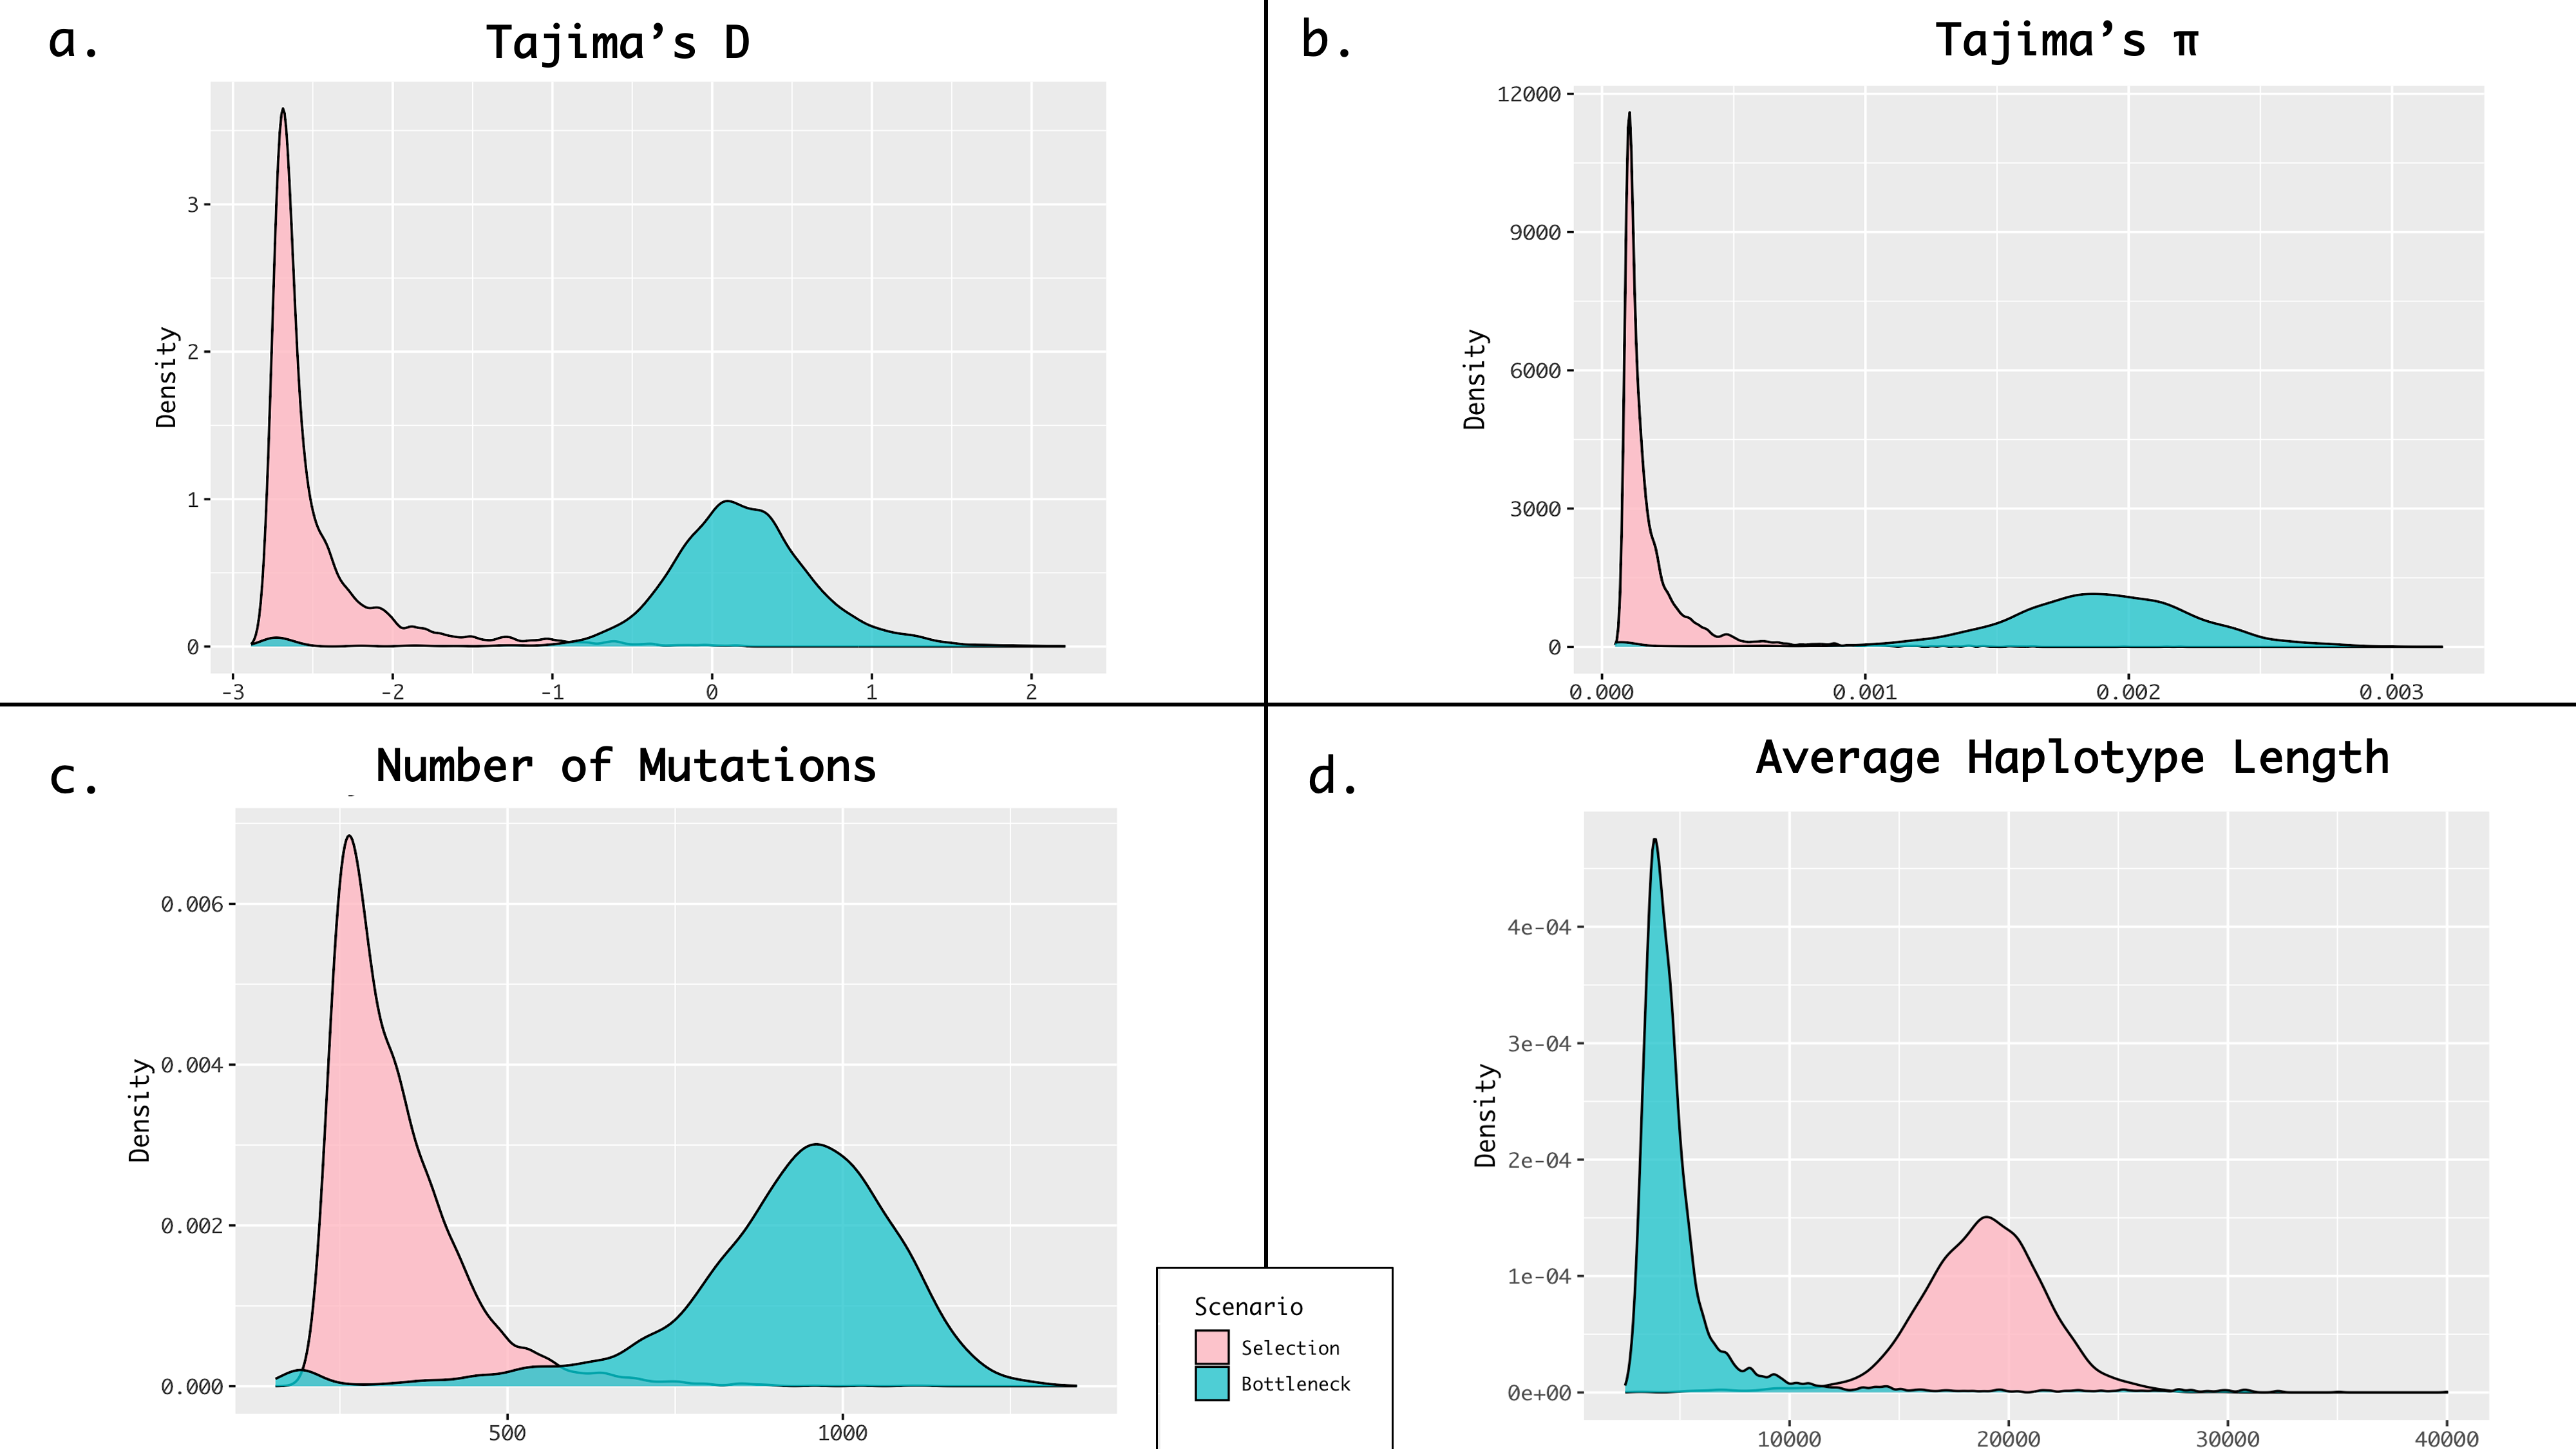 a.
Tajima’s D
Density
3
2
1
0
-3 -2 -1 0 1 2
b.
Tajima’s π
Density
12000
9000
6000
3000
0
0.000 0.001 0.002 0.003
c.
Number of Mutations
Density
0.006
0.004
0.002
0.000
500 1000
d.
Average Haplotype Length
Density
4e-04
3e-04
2e-04
1e-04
0e+00
10000 20000 30000 40000
Scenario
Selection
Bottleneck